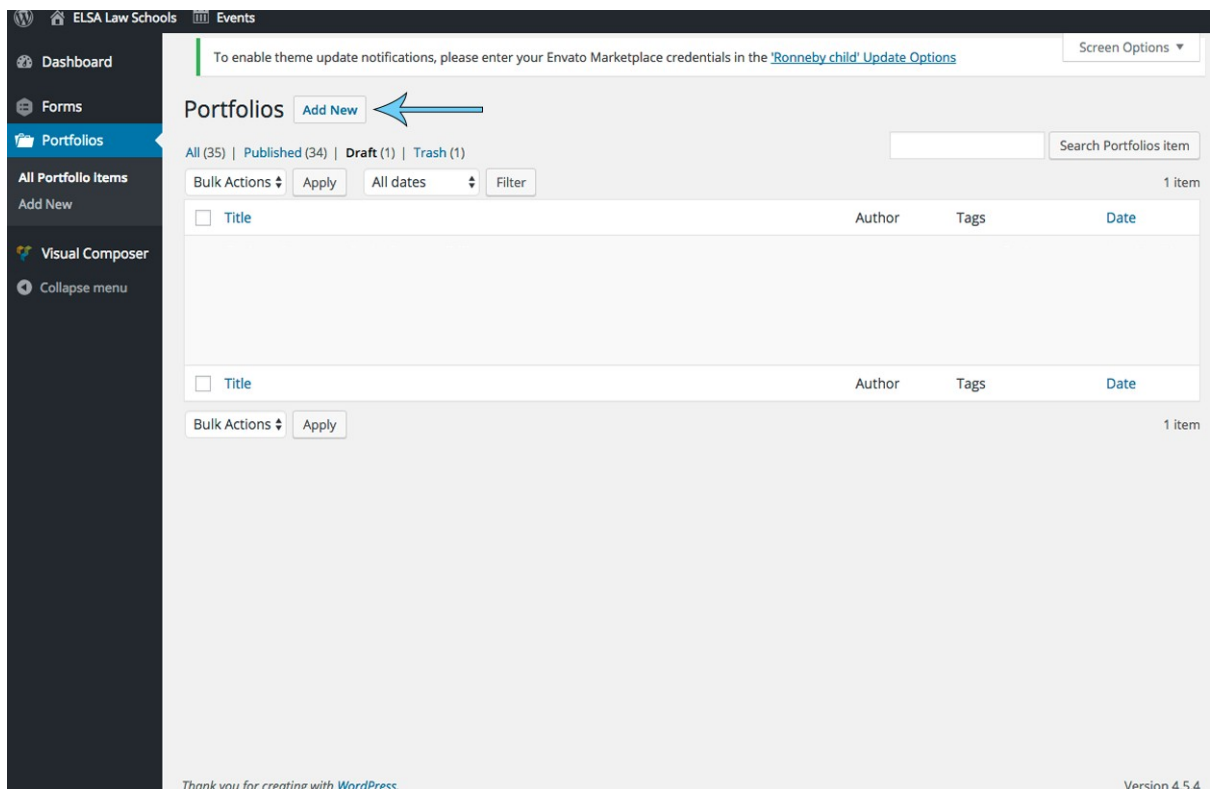 ELSA Law Schools Events
Dashboard
Forms
Portfolios
All Portfolio Items
Add New
Visual Composer
Collapse menu
To enable theme update notifications, please enter your Envato Marketplace credentials in the 'Ronneby child' Update Options
Screen Options
Portfolios Add New
All (35) | Published (34) | Draft (1) | Trash (1)
Search Portfolios item
Bulk Actions Apply All dates Filter 1 item
Title Author Tags Date
Title Author Tags Date
Bulk Actions Apply 1 item
Thank you for creating with WordPress. Version 4.5.4